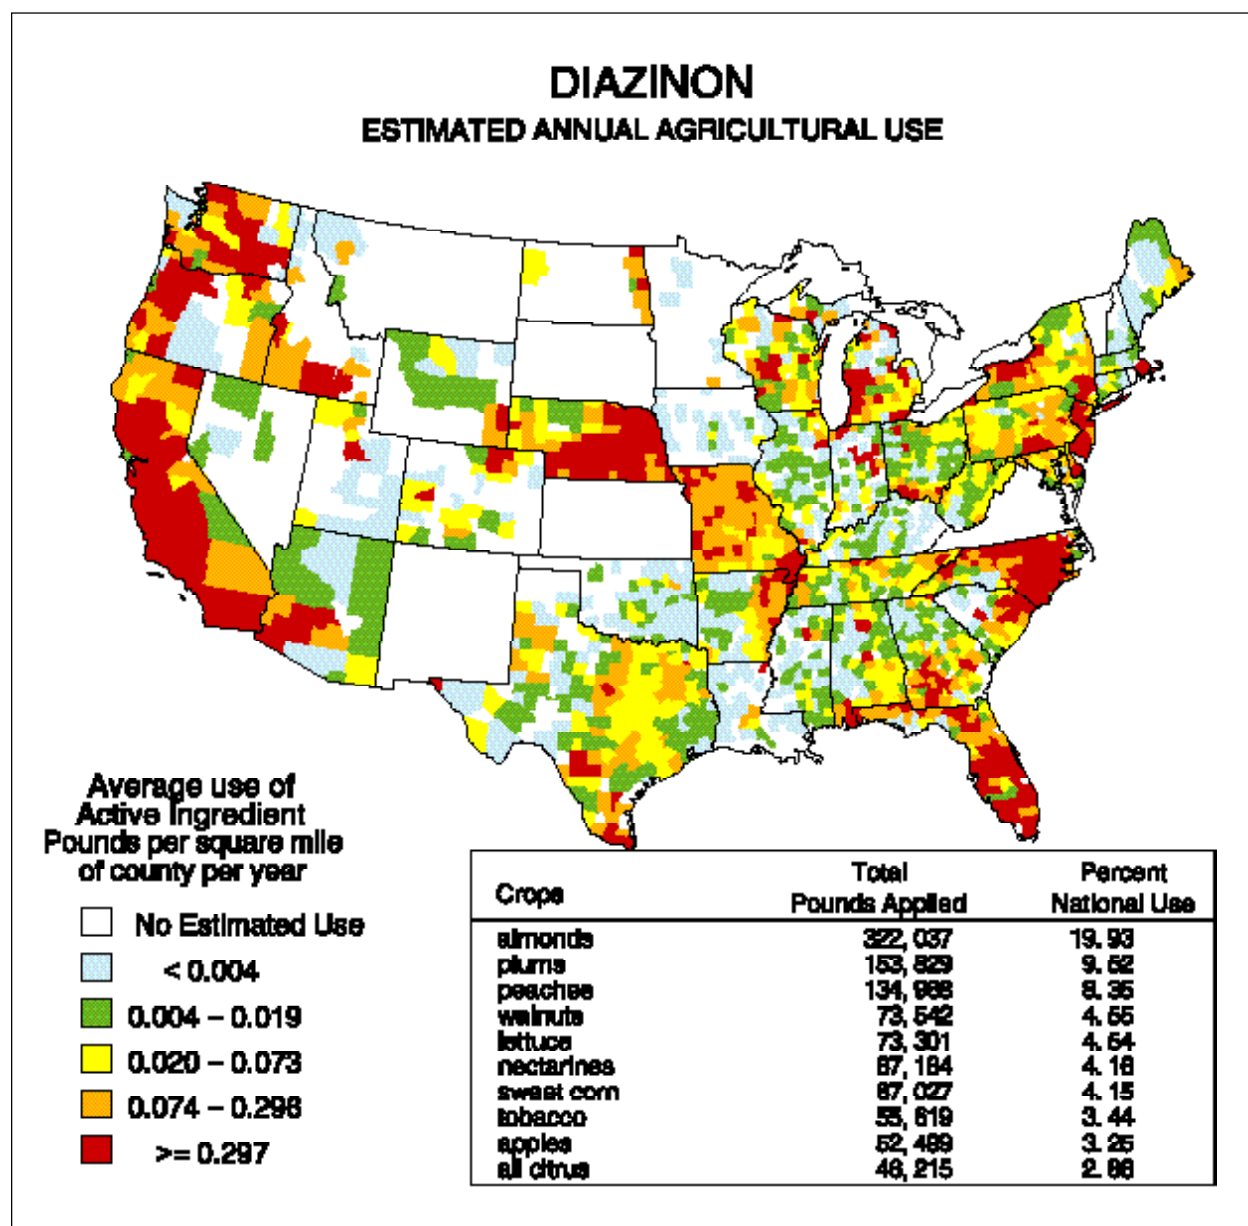 DIAZINON
ESTIMATED ANNUAL AGRICULTURAL USE
Average use of
Active Ingredient
Pounds per square mile
of county per year
No Estimated Use
< 0.004
0.004 – 0.019
0.020 – 0.073
0.074 – 0.296
>= 0.297
Crops Total Pounds Applied Percent National Use
almonds 322, 037 19. 93
plums 153, 829 9. 52
peaches 134, 988 8. 35
walnuts 73, 542 4. 55
lettuce 73, 301 4. 54
nectarines 67, 184 4. 16
sweet corn 67, 027 4. 15
tobacco 55, 619 3. 44
apples 52, 489 3. 25
all citrus 46, 215 2. 86